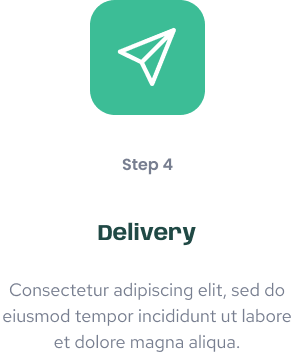 Step 4
Delivery
Consectetur adipiscing elit, sed do
eiusmod tempor incididunt ut labore
et dolore magna aliqua.